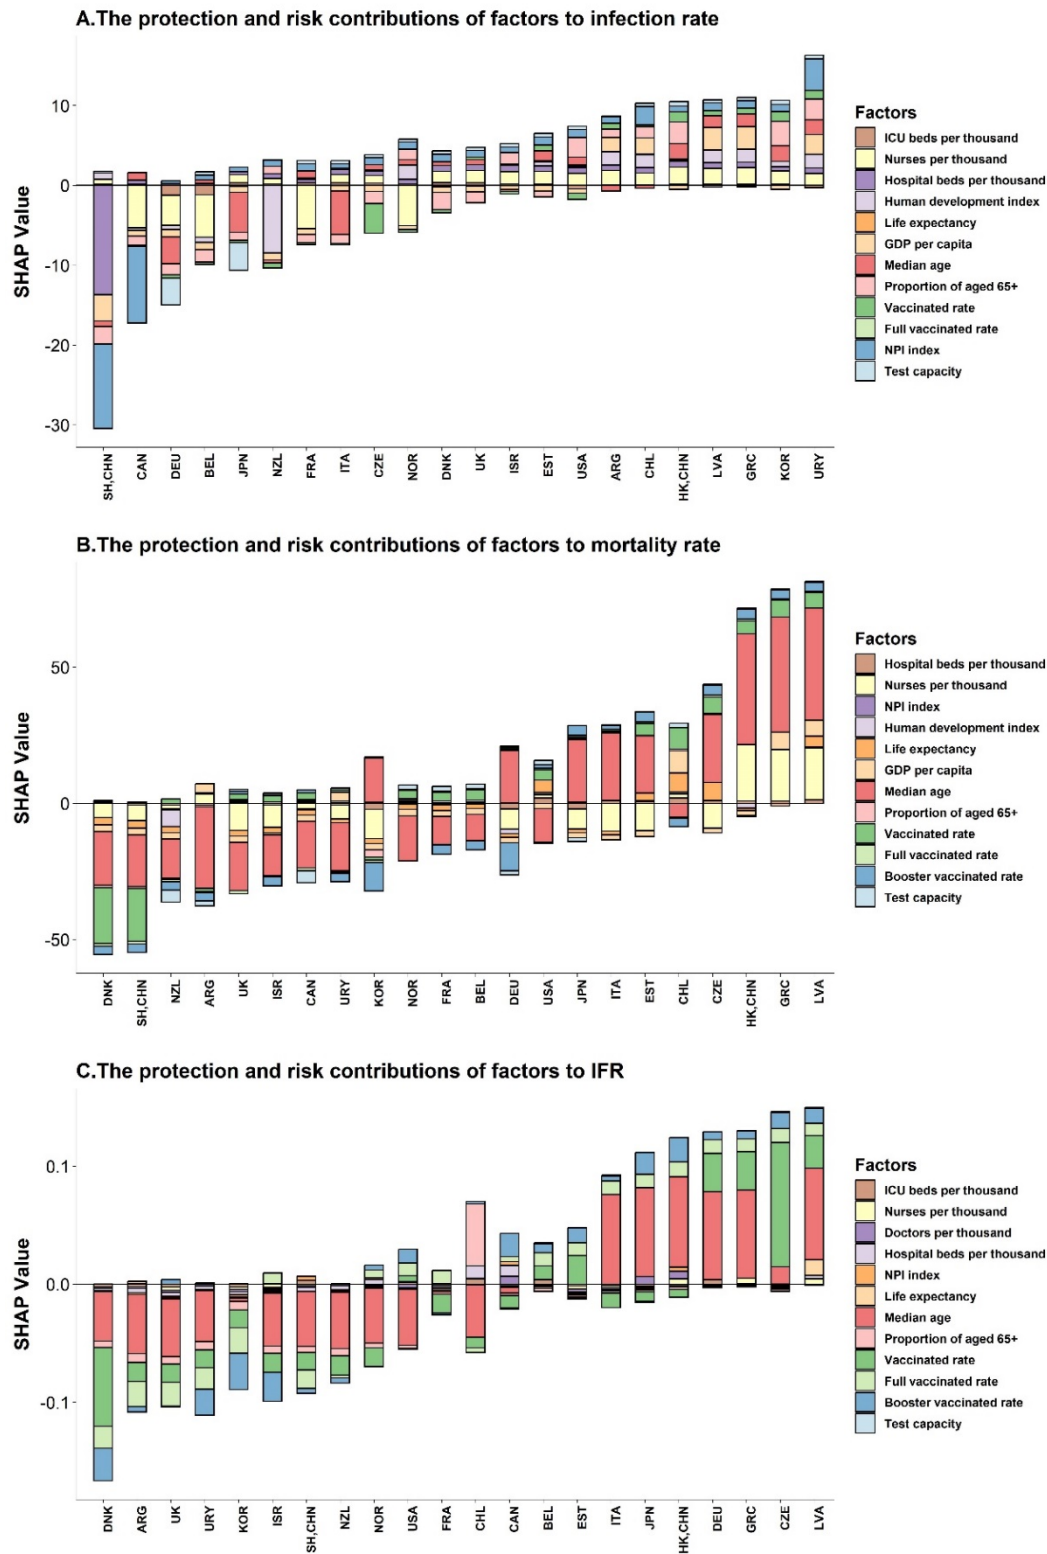 A.The protection and risk contributions of factors to infection rate
SHAP Value
10
0
-10
-20
-30
SH,CHN
CAN
DEU
BEL
JPN
NZL
FRA
ITA
CZE
NOR
DNK
UK
ISR
EST
USA
ARG
CHL
HK,CHN
LVA
GRC
KOR
URY
Factors
ICU beds per thousand
Nurses per thousand
Hospital beds per thousand
Human development index
Life expectancy
GDP per capita
Median age
Proportion of aged 65+
Vaccinated rate
Full vaccinated rate
NPI index
Test capacity
B.The protection and risk contributions of factors to mortality rate
SHAP Value
50
0
-50
DNK
SH,CHN
NZL
ARG
UK
ISR
CAN
URY
KOR
NOR
FRA
BEL
DEU
USA
JPN
ITA
EST
CHL
CZE
HK,CHN
GRC
LVA
Factors
Hospital beds per thousand
Nurses per thousand
NPI index
Human development index
Life expectancy
GDP per capita
Median age
Proportion of aged 65+
Vaccinated rate
Full vaccinated rate
Booster vaccinated rate
Test capacity
C.The protection and risk contributions of factors to IFR
SHAP Value
0.1
0.0
-0.1
DNK
ARG
UK
URY
KOR
ISR
SH,CHN
NZL
NOR
USA
FRA
CHL
CAN
BEL
EST
ITA
JPN
HK,CHN
DEU
GRC
CZE
LVA
Factors
ICU beds per thousand
Nurses per thousand
Doctors per thousand
Hospital beds per thousand
NPI index
Life expectancy
Median age
Proportion of aged 65+
Vaccinated rate
Full vaccinated rate
Booster vaccinated rate
Test capacity